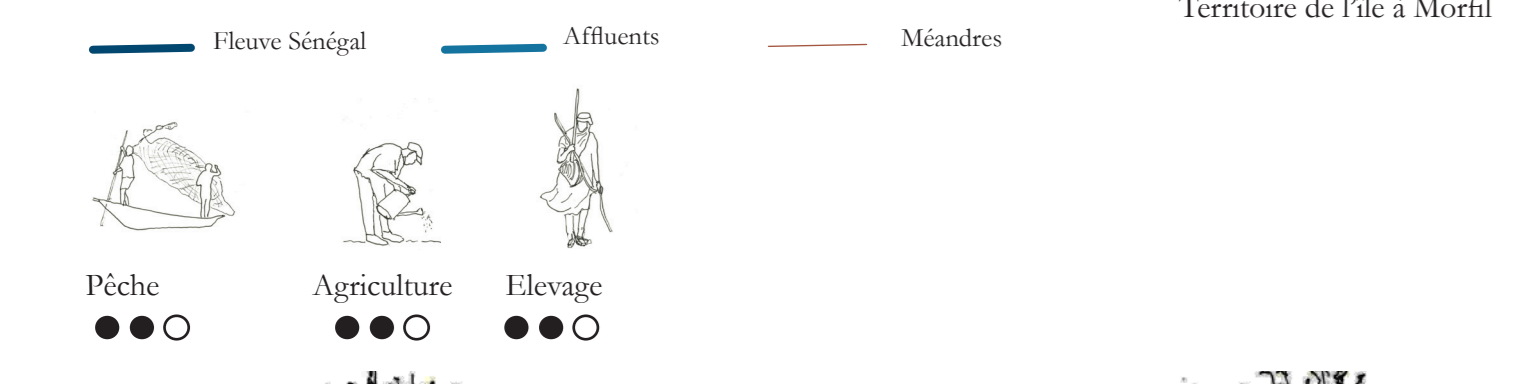 Territoire de l'île à Morfil
Fleuve Sénégal
Affluents
Méandres
Pêche
Agriculture
Elevage